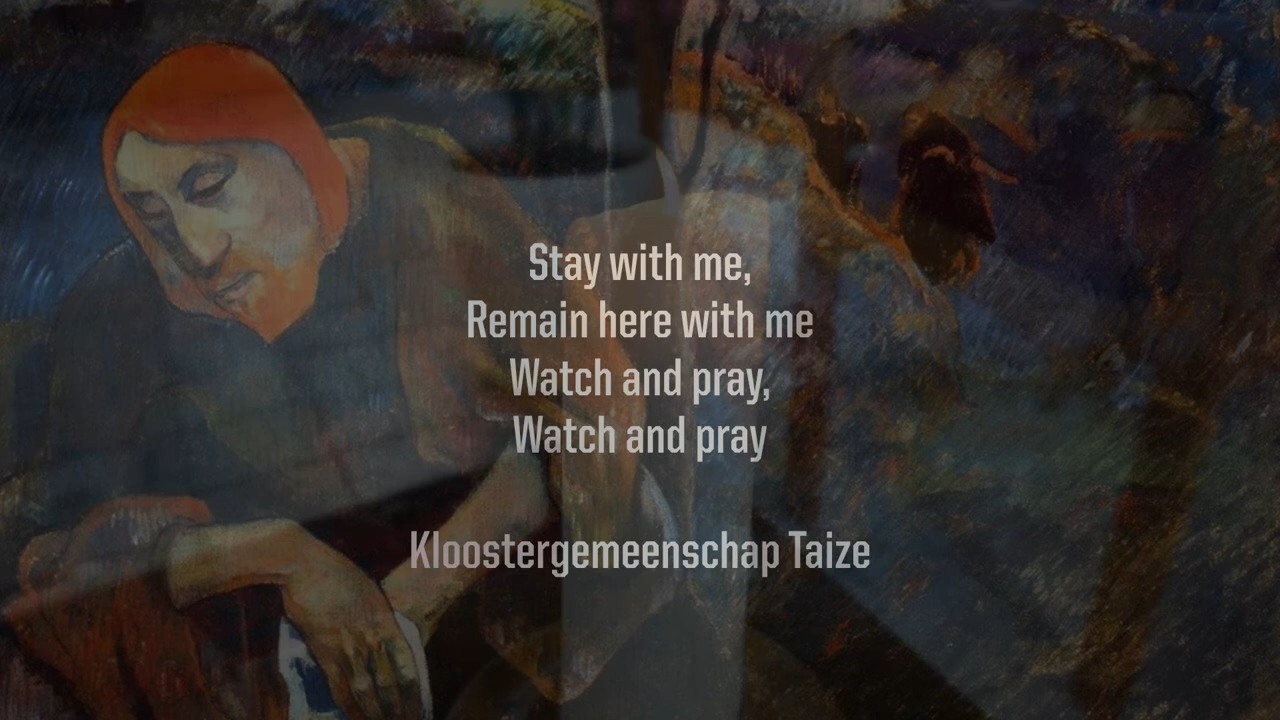 Stay with me,
Remain here with me
Watch and pray,
Watch and pray
Kloostergemeenschap Taize